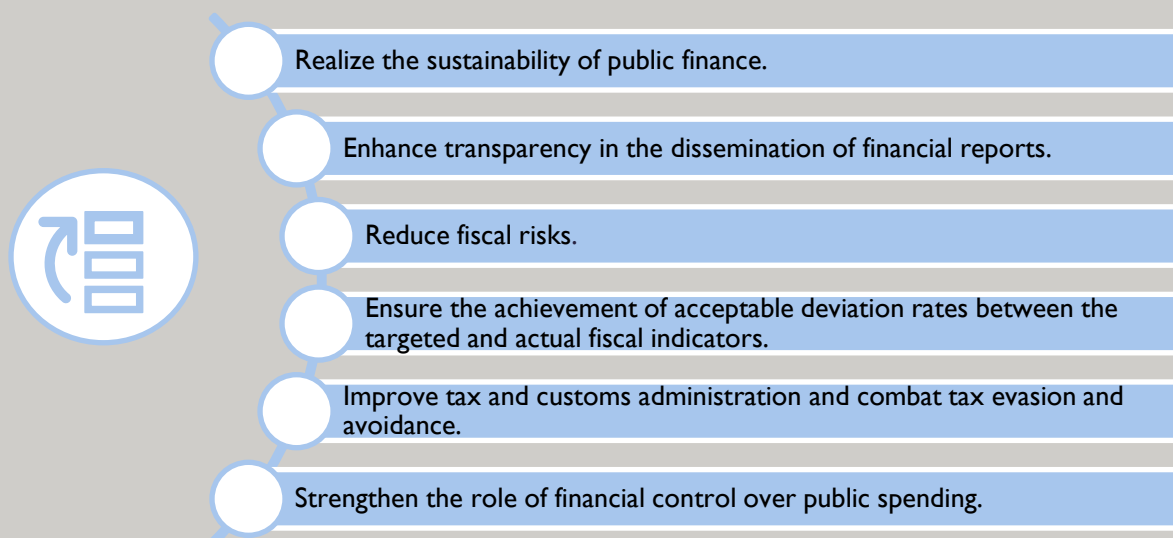 Realize the sustainability of public finance.
Enhance transparency in the dissemination of financial reports.
Reduce fiscal risks.
Ensure the achievement of acceptable deviation rates between the
targeted and actual fiscal indicators.
Improve tax and customs administration and combat tax evasion and
avoidance.
Strengthen the role of financial control over public spending.